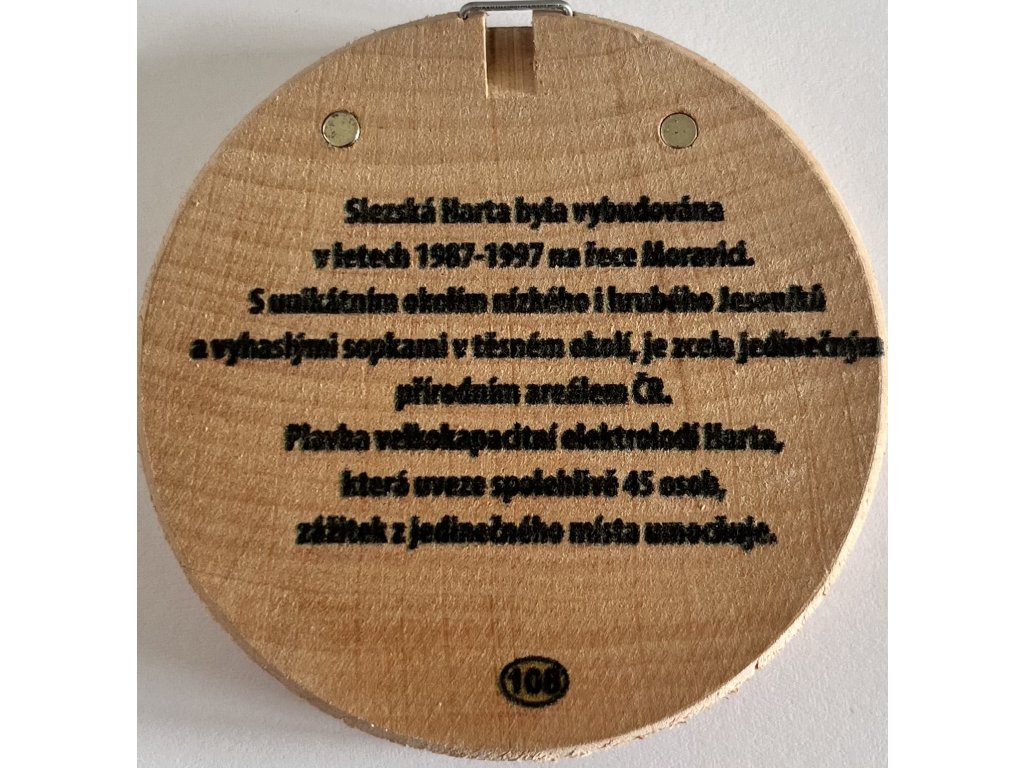 Slezská Harta byla vybudována
v letech 1987-1997 na řece Moravici.
S unikátním okolím nízkého i hrubého Jeseníků
a vyhaslými sopkami v těsném okolí, je zcela jedinečným
přírodním areálem ČR.
Plavba velkokapacitní elektrolodí Harta,
která uveze spolehlivě 45 osob,
zážitek z jedinečného místa umocňuje.
108